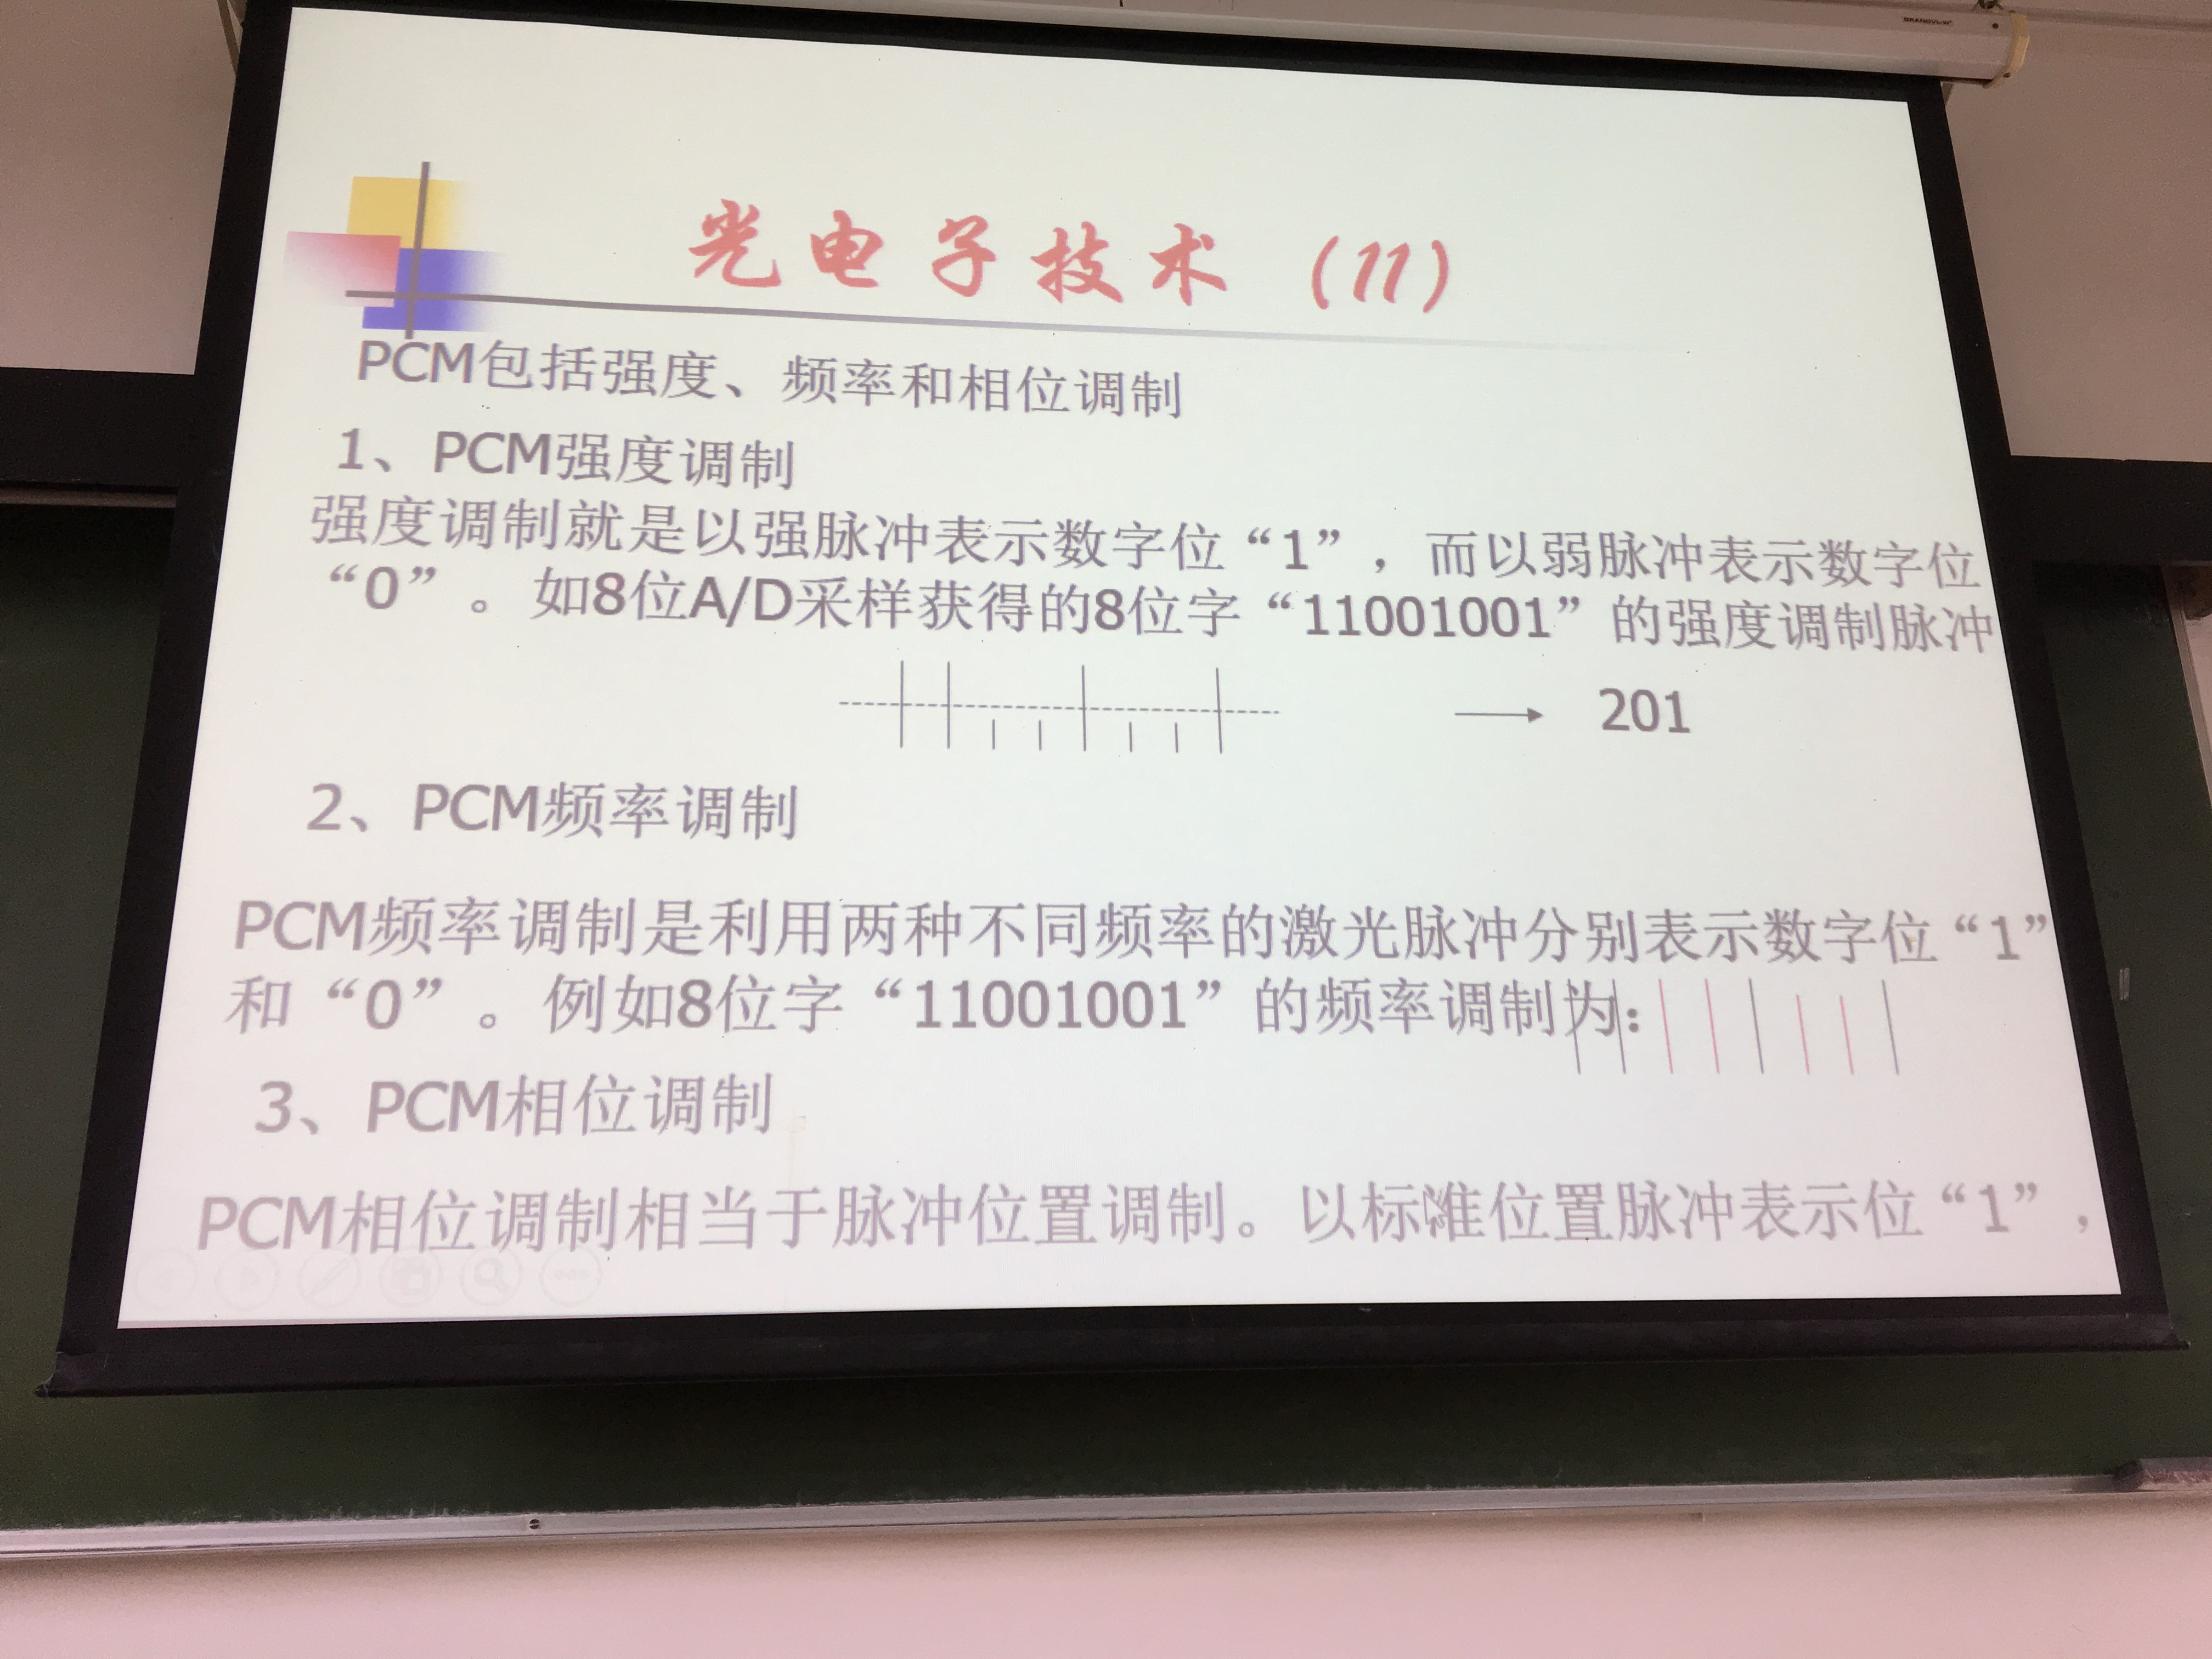 光电子技术（11）
PCM包括强度、频率和相位调制
1、PCM强度调制
强度调制就是以强脉冲表示数字位“1”，而以弱脉冲表示数字位
“0”。如8位A/D采样获得的8位字“11001001”的强度调制脉冲
201
2、PCM频率调制
PCM频率调制是利用两种不同频率的激光脉冲分别表示数字位“1”
和“0”。例如8位字“11001001”的频率调制为：
3、PCM相位调制
PCM相位调制相当于脉冲位置调制。以标准位置脉冲表示位“1”，